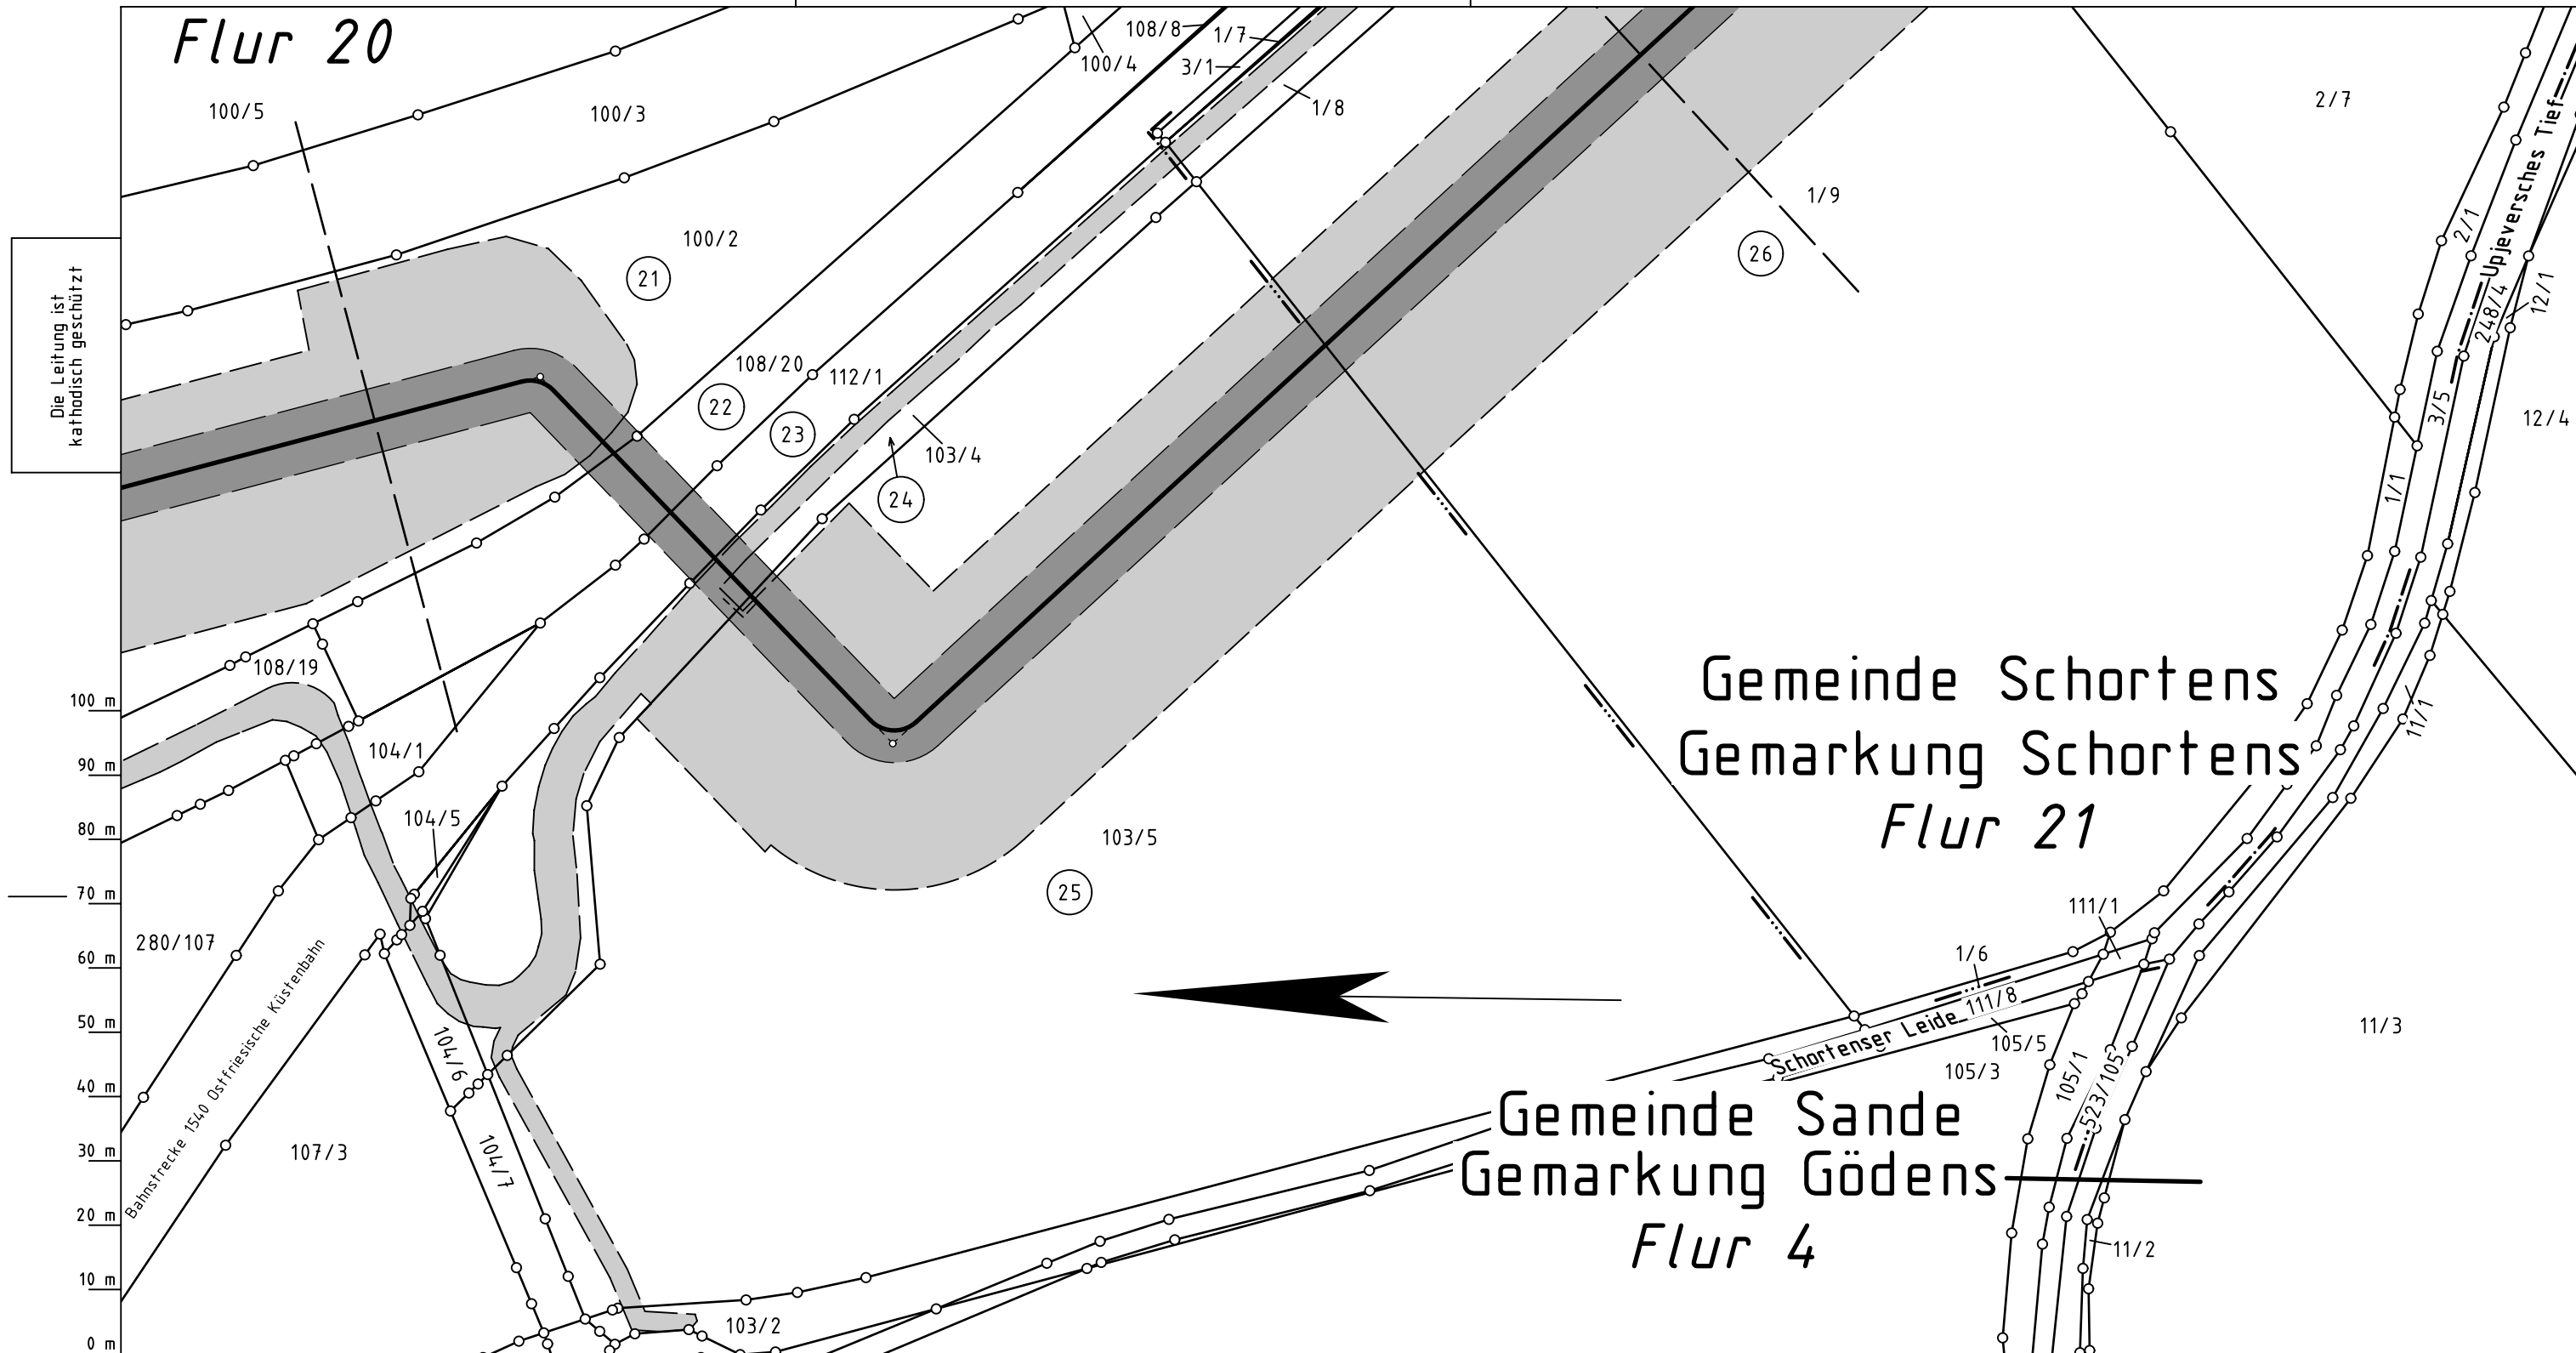 Flur 20
108/8
1/7
100/4
3/1
1/8
100/5
100/3
2/7
Upjeversches Tief
1/9
2/1
100/2
21
26
248/4
12/1
Die Leitung ist
kathodisch geschützt
108/20
112/1
22
23
3/5
12/4
103/4
24
1/1
108/19
Gemeinde Schortens
Gemarkung Schortens
Flur 21
11/1
100 m
104/1
90 m
104/5
80 m
103/5
25
70 m
111/1
280/107
60 m
1/6
111/8
Schortenser Leide
105/5
11/3
50 m
104/6
105/3
105/1
523/105
40 m
Bahnstrecke 1540 Ostfriesische Küstenbahn
Gemeinde Sande
Gemarkung Gödens
Flur 4
107/3
104/7
30 m
20 m
11/2
10 m
103/2
0 m